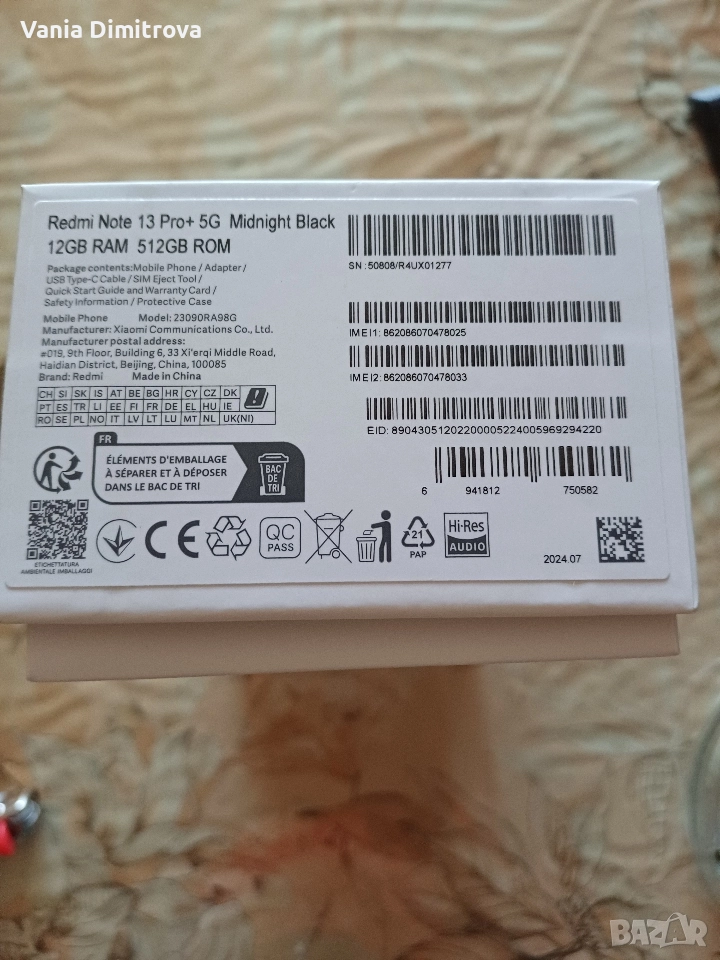 Vania Dimitrova
Redmi Note 13 Pro+ 5G Midnight Black
12GB RAM 512GB ROM
Package contents:Mobile Phone / Adapter /
USB Type-C Cable / SIM Eject Tool /
Quick Start Guide and Warranty Card /
Safety Information / Protective Case
Mobile Phone Model: 23090RA98G
Manufacturer: Xiaomi Communications Co., Ltd.
Manufacturer postal address:
#019, 9th Floor, Building 6, 33 Xi'erqi Middle Road,
Haidian District, Beijing, China, 100085
Brand: Redmi Made in China
CH SI SK IS AT BE BG HR CY CZ DK
PT ES TR LI EE FI FR DE EL HU IE
RO SE PL NO IT LV LT LU MT NL UK(NI)
SN: 50808/R4UX01277
IMEI1: 862086070478025
IMEI2: 862086070478033
EID: 89043051202200005224005969294220
6 941812 750582
FR
ÉLÉMENTS D'EMBALLAGE
À SÉPARER ET À DÉPOSER
DANS LE BAC DE TRI
BAC
DE
TRI
ETICHETTATURA
AMBIENTALE IMBALLAGGI
CE
QC
PASS
21
PAP
Hi-Res
AUDIO
2024.07
BAZAR